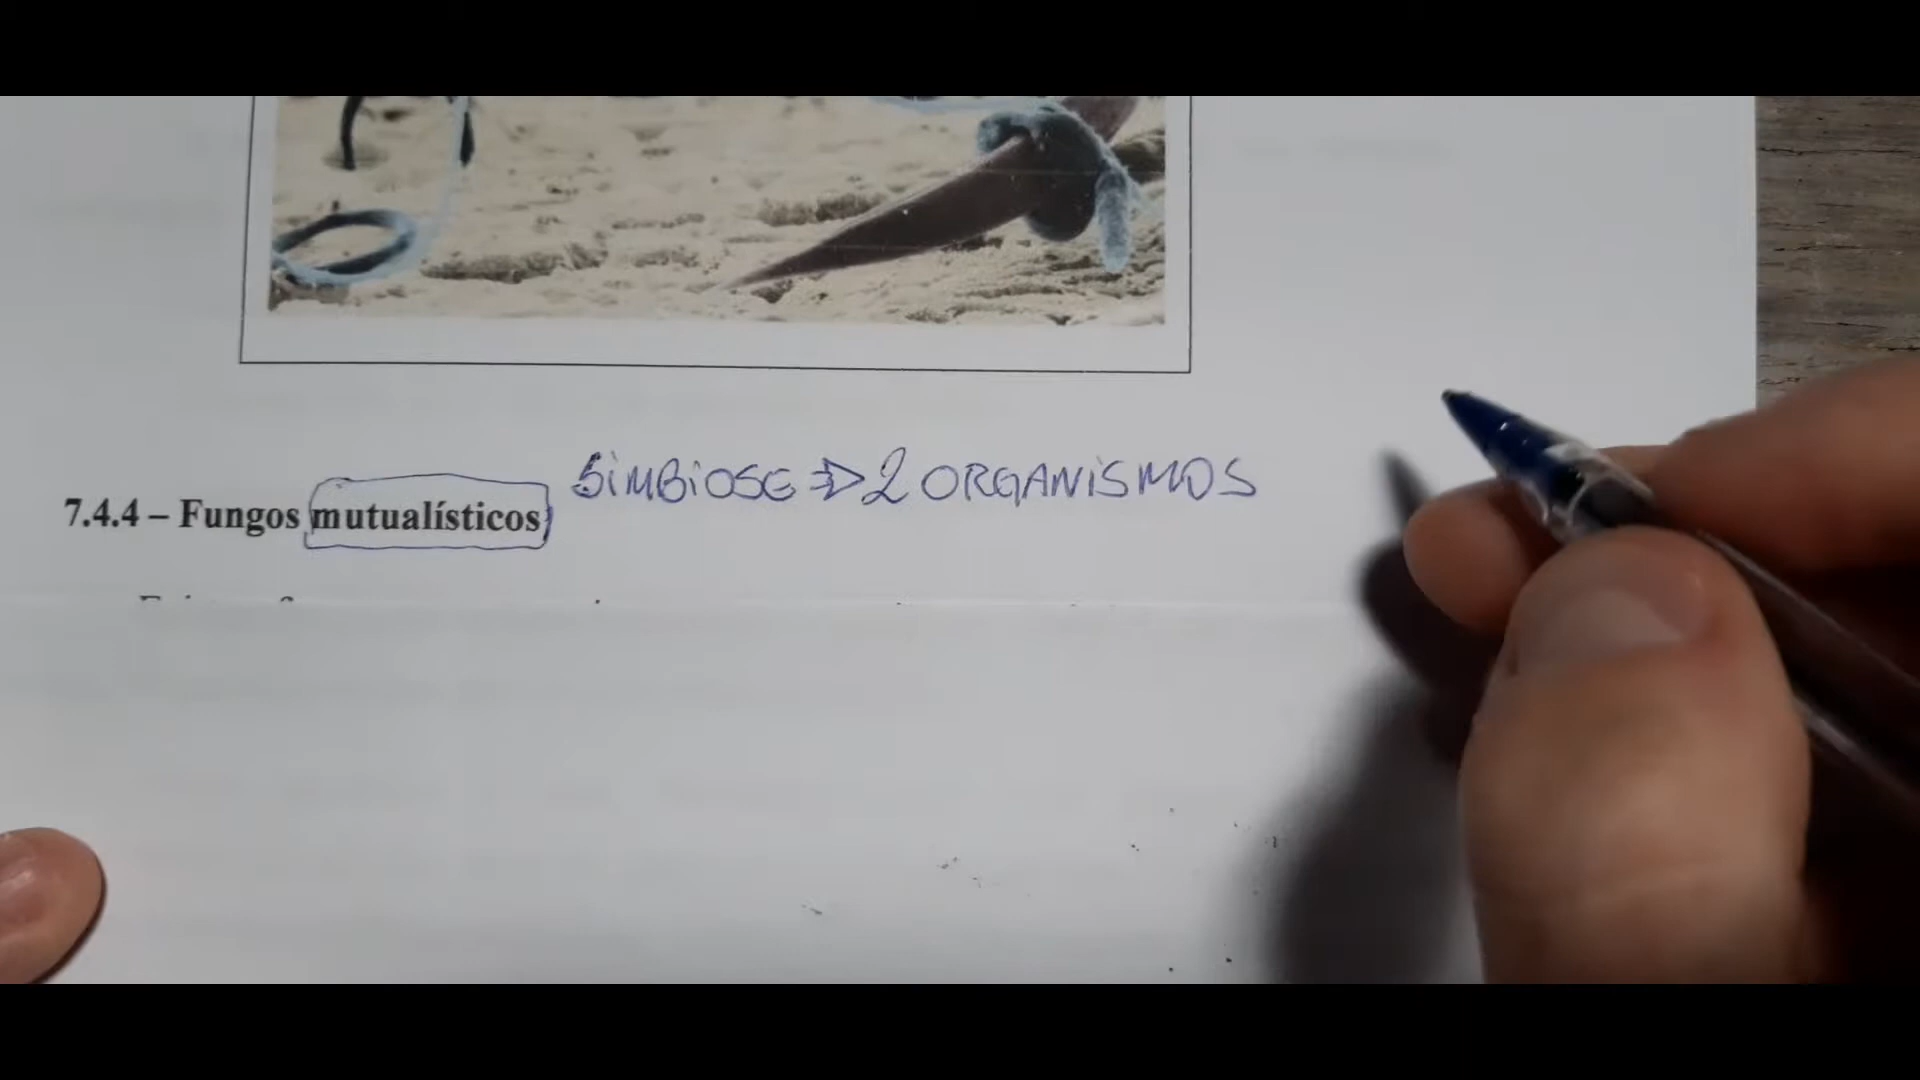 SiMBiOSE ⇒ 2 ORGANiSMOS
7.4.4 – Fungos mutualísticos